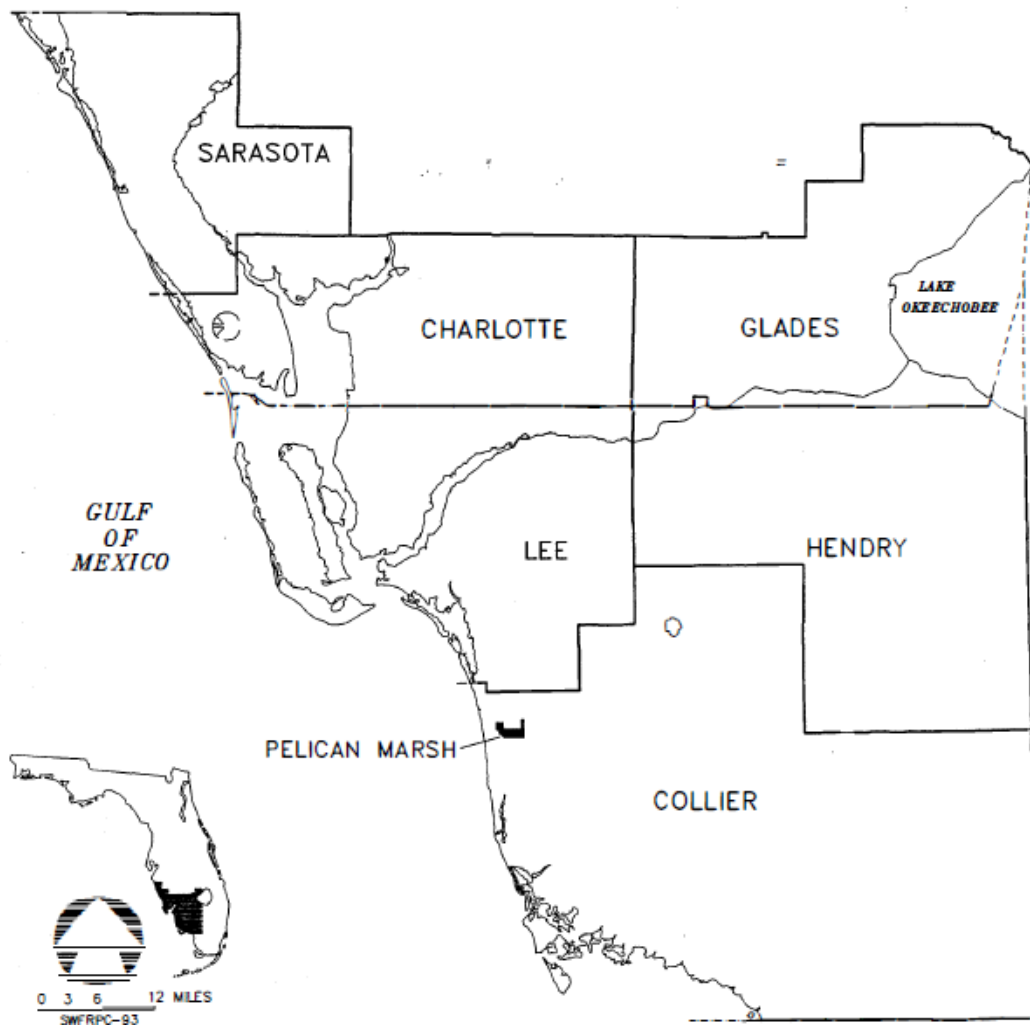 SARASOTA
CHARLOTTE
GLADES
LAKE
OKEECHOBEE
GULF
OF
MEXICO
LEE
HENDRY
PELICAN MARSH
COLLIER
0 3 6 12 MILES
SWFRPC-93